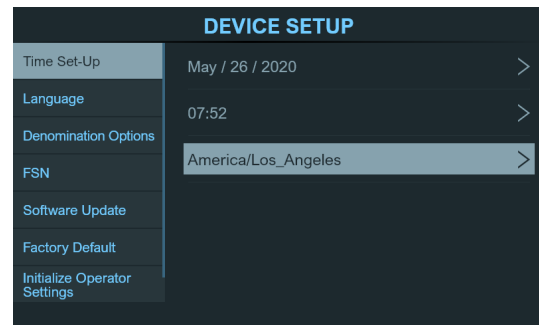 DEVICE SETUP
Time Set-Up
Language
Denomination Options
FSN
Software Update
Factory Default
Initialize Operator
Settings
May / 26 / 2020
07:52
America/Los_Angeles